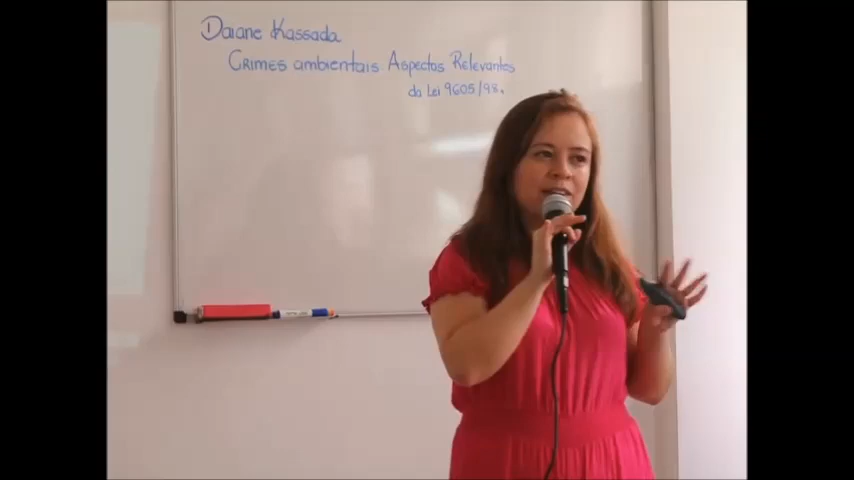 Daiane Kassada
Crimes ambientais Aspectos Relevantes
da Lei 9605/98.